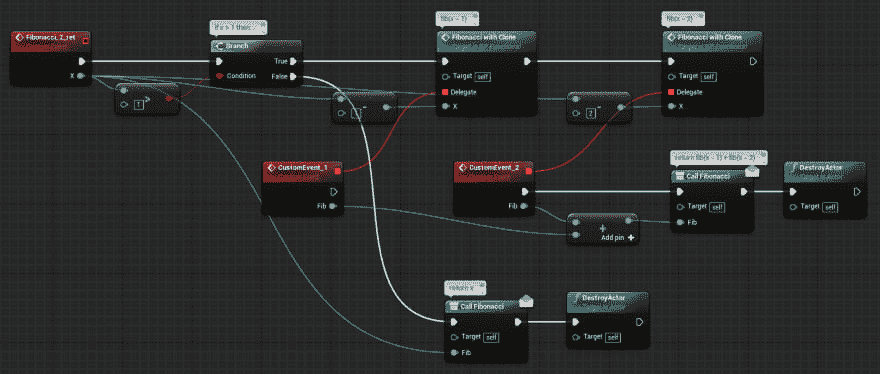 Fibonacci_2_ret
X
1
>
if x > 1 then:
Branch
True
Condition
False
fib(x - 1)
Fibonacci with Clone
Target self
Delegate
X
1
-
fib(x - 2)
Fibonacci with Clone
Target self
Delegate
X
2
-
CustomEvent_1
Fib
CustomEvent_2
Fib
+
Add pin +
return fib(x - 1) + fib(x - 2)
Call Fibonacci
Target self
Fib
DestroyActor
Target self
return x
Call Fibonacci
Target self
Fib
DestroyActor
Target self